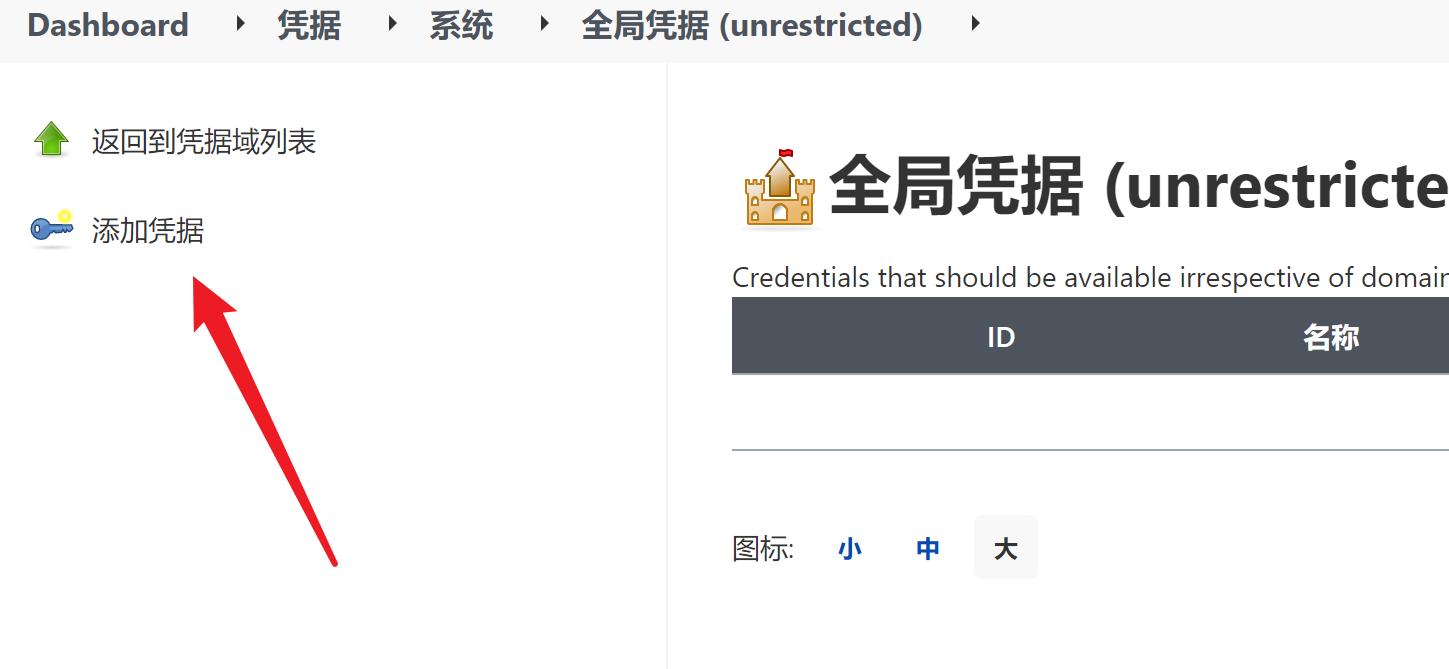 Dashboard 凭据 系统 全局凭据 (unrestricted)
返回到凭据域列表
添加凭据
全局凭据 (unrestricte
Credentials that should be available irrespective of domain
ID 名称
图标: 小 中 大